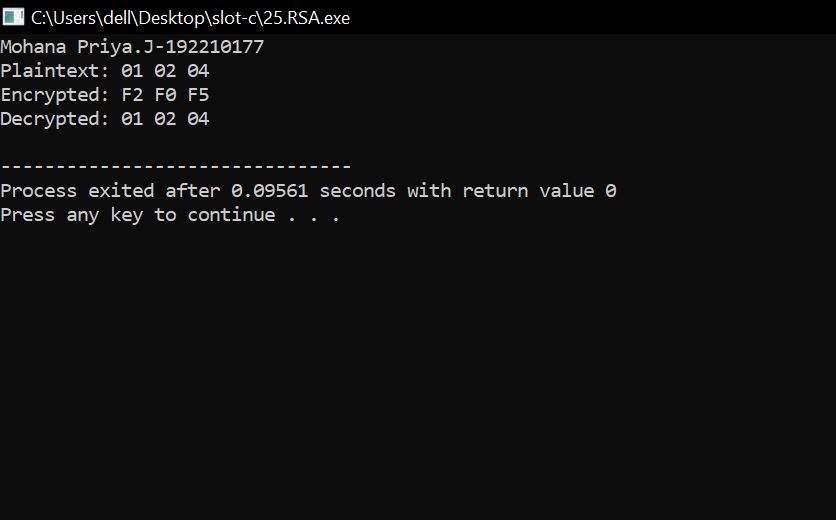 C:\Users\dell\Desktop\slot-c\25.RSA.exe
Mohana Priya.J-192210177
Plaintext: 01 02 04
Encrypted: F2 F0 F5
Decrypted: 01 02 04
--------------------------------
Process exited after 0.09561 seconds with return value 0
Press any key to continue . . .